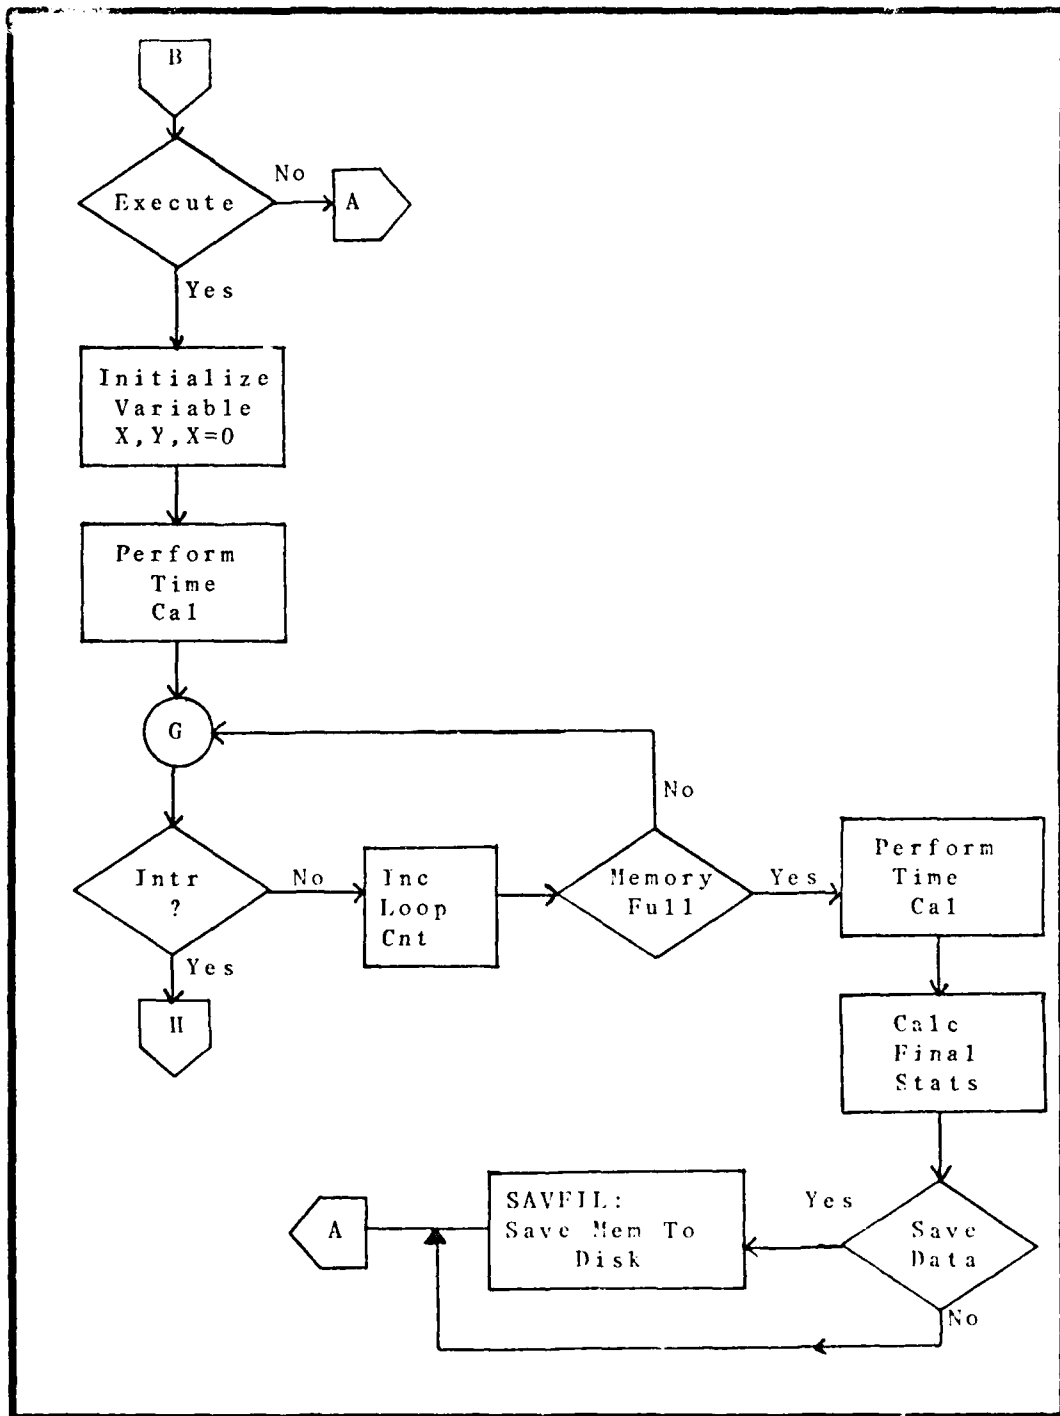 B
Execute
No
A
Yes
Initialize
Variable
X,Y,X=0
Perform
Time
Cal
G
No
Intr
?
No
Inc
Loop
Cnt
Memory
Full
Yes
Perform
Time
Cal
Yes
H
Calc
Final
Stats
A
SAVFIL:
Save Mem To
Disk
Yes
Save
Data
No